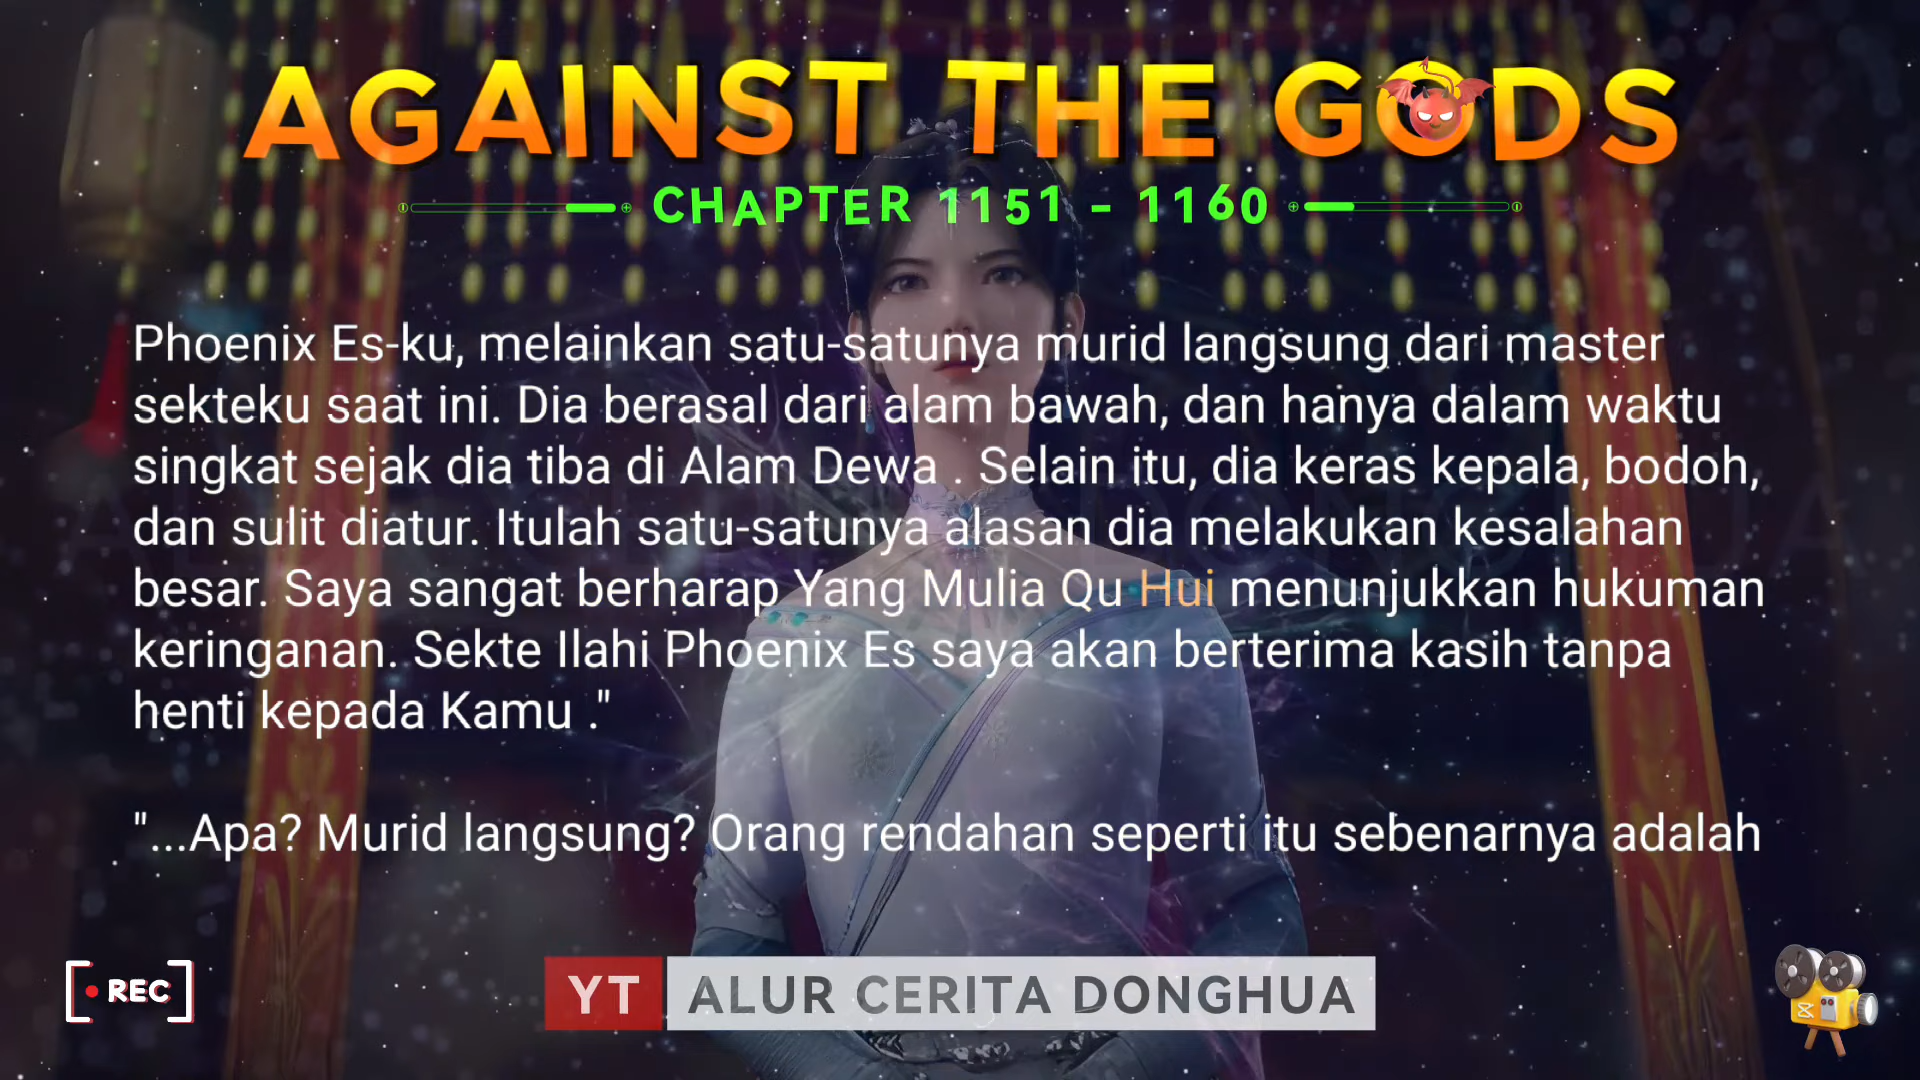 AGAINST THE GODS
CHAPTER 1151 - 1160
Phoenix Es-ku, melainkan satu-satunya murid langsung dari master
sekteku saat ini. Dia berasal dari alam bawah, dan hanya dalam waktu
singkat sejak dia tiba di Alam Dewa . Selain itu, dia keras kepala, bodoh,
dan sulit diatur. Itulah satu-satunya alasan dia melakukan kesalahan
besar. Saya sangat berharap Yang Mulia Qu Hui menunjukkan hukuman
keringanan. Sekte Ilahi Phoenix Es saya akan berterima kasih tanpa
henti kepada Kamu ."
"...Apa? Murid langsung? Orang rendahan seperti itu sebenarnya adalah
REC
YT ALUR CERITA DONGHUA